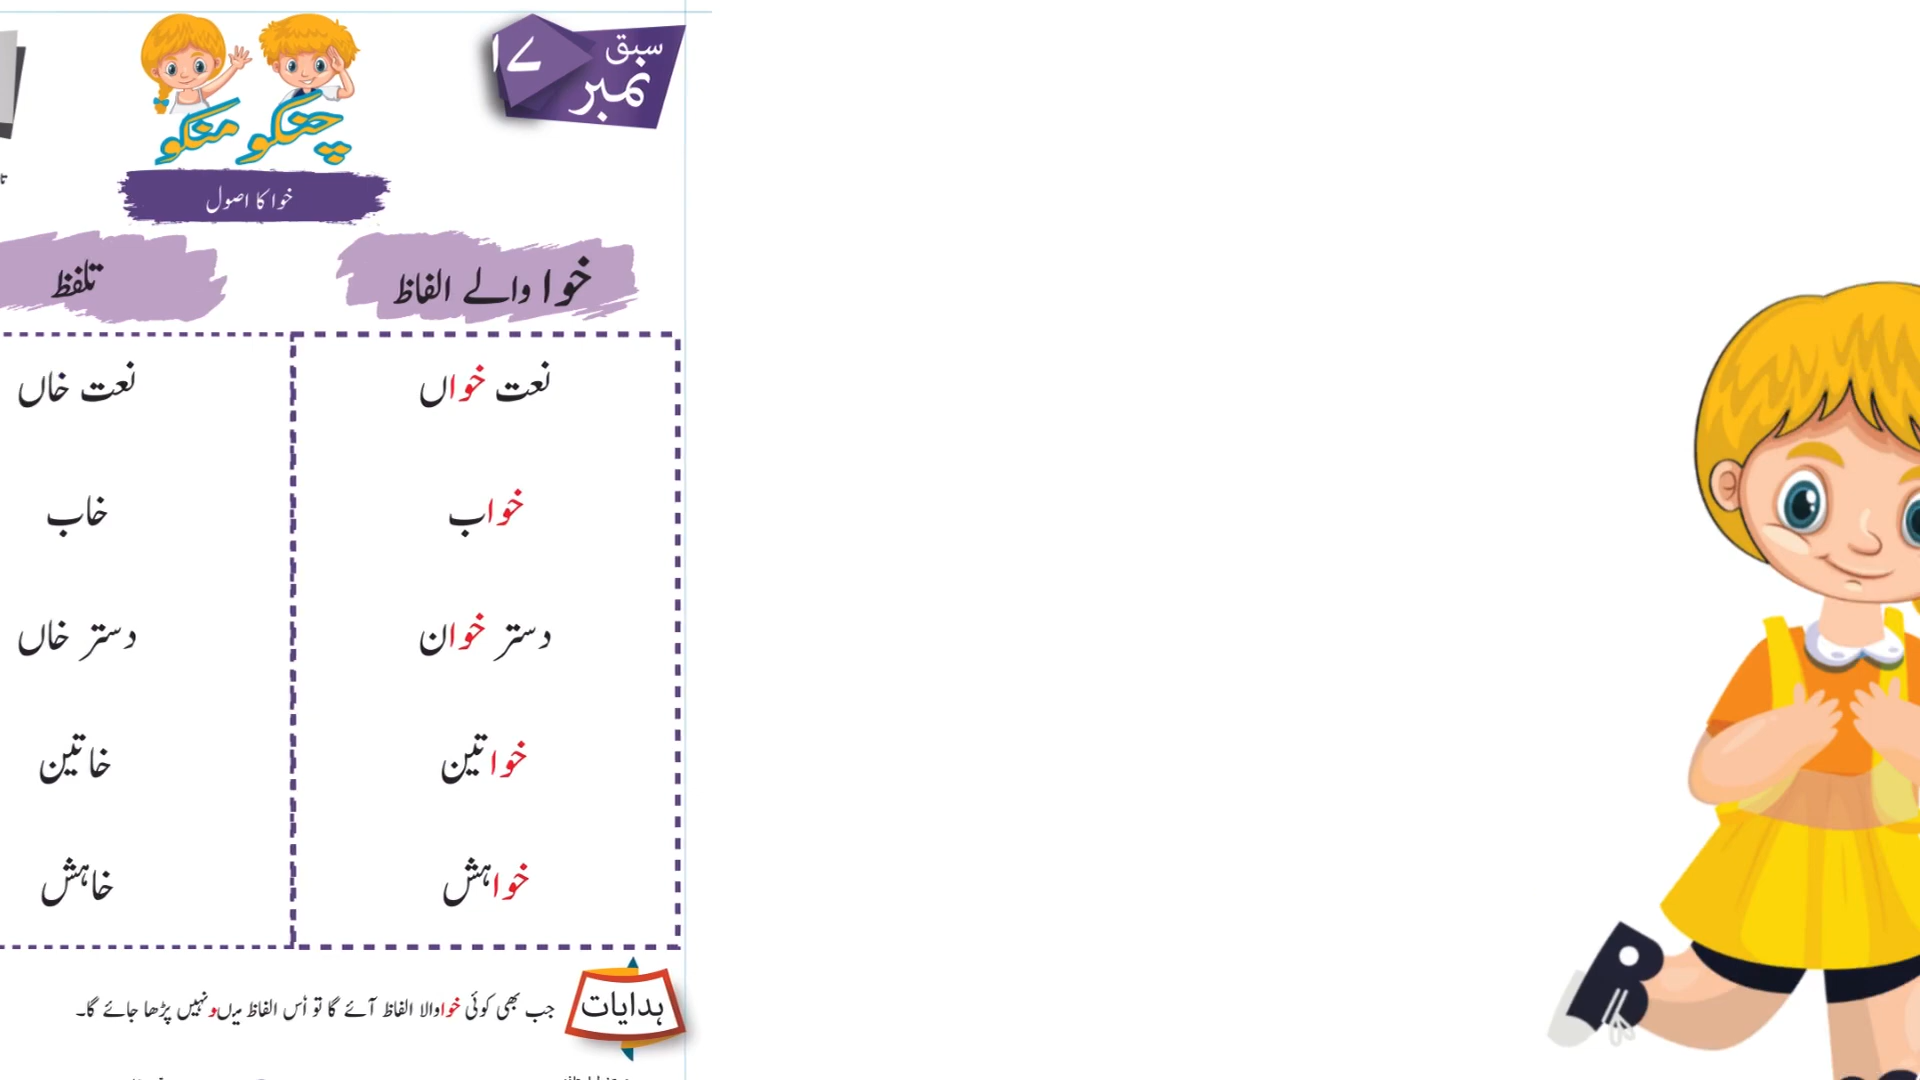 سبق
نمبر
۱۷
چنکو منکو
خوا کا اصول
خوا والے الفاظ
تلفظ
نعت خواں
نعت خاں
خواب
خاب
دستر خوان
دستر خاں
خواتین
خاتین
خواہش
خاہش
ہدایات
جب بھی کوئی خوا والا الفاظ آئے گا تو اُس الفاظ میں و نہیں پڑھا جائے گا۔